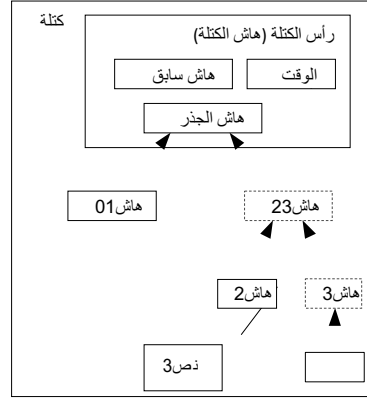 كتلة
رأس الكتلة (هاش الكتلة)
هاش سابق
الوقت
هاش الجذر
هاش01
هاش23
هاش2
هاش3
نص3